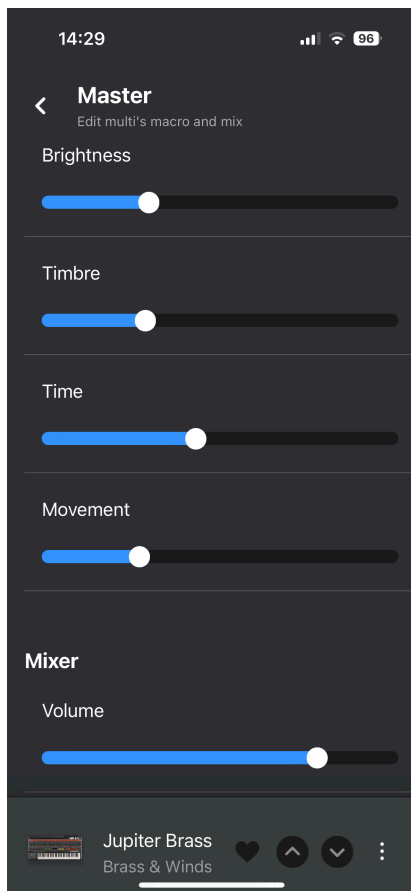 14:29
96
Master
Edit multi's macro and mix
Brightness
Timbre
Time
Movement
Mixer
Volume
Jupiter Brass
Brass & Winds